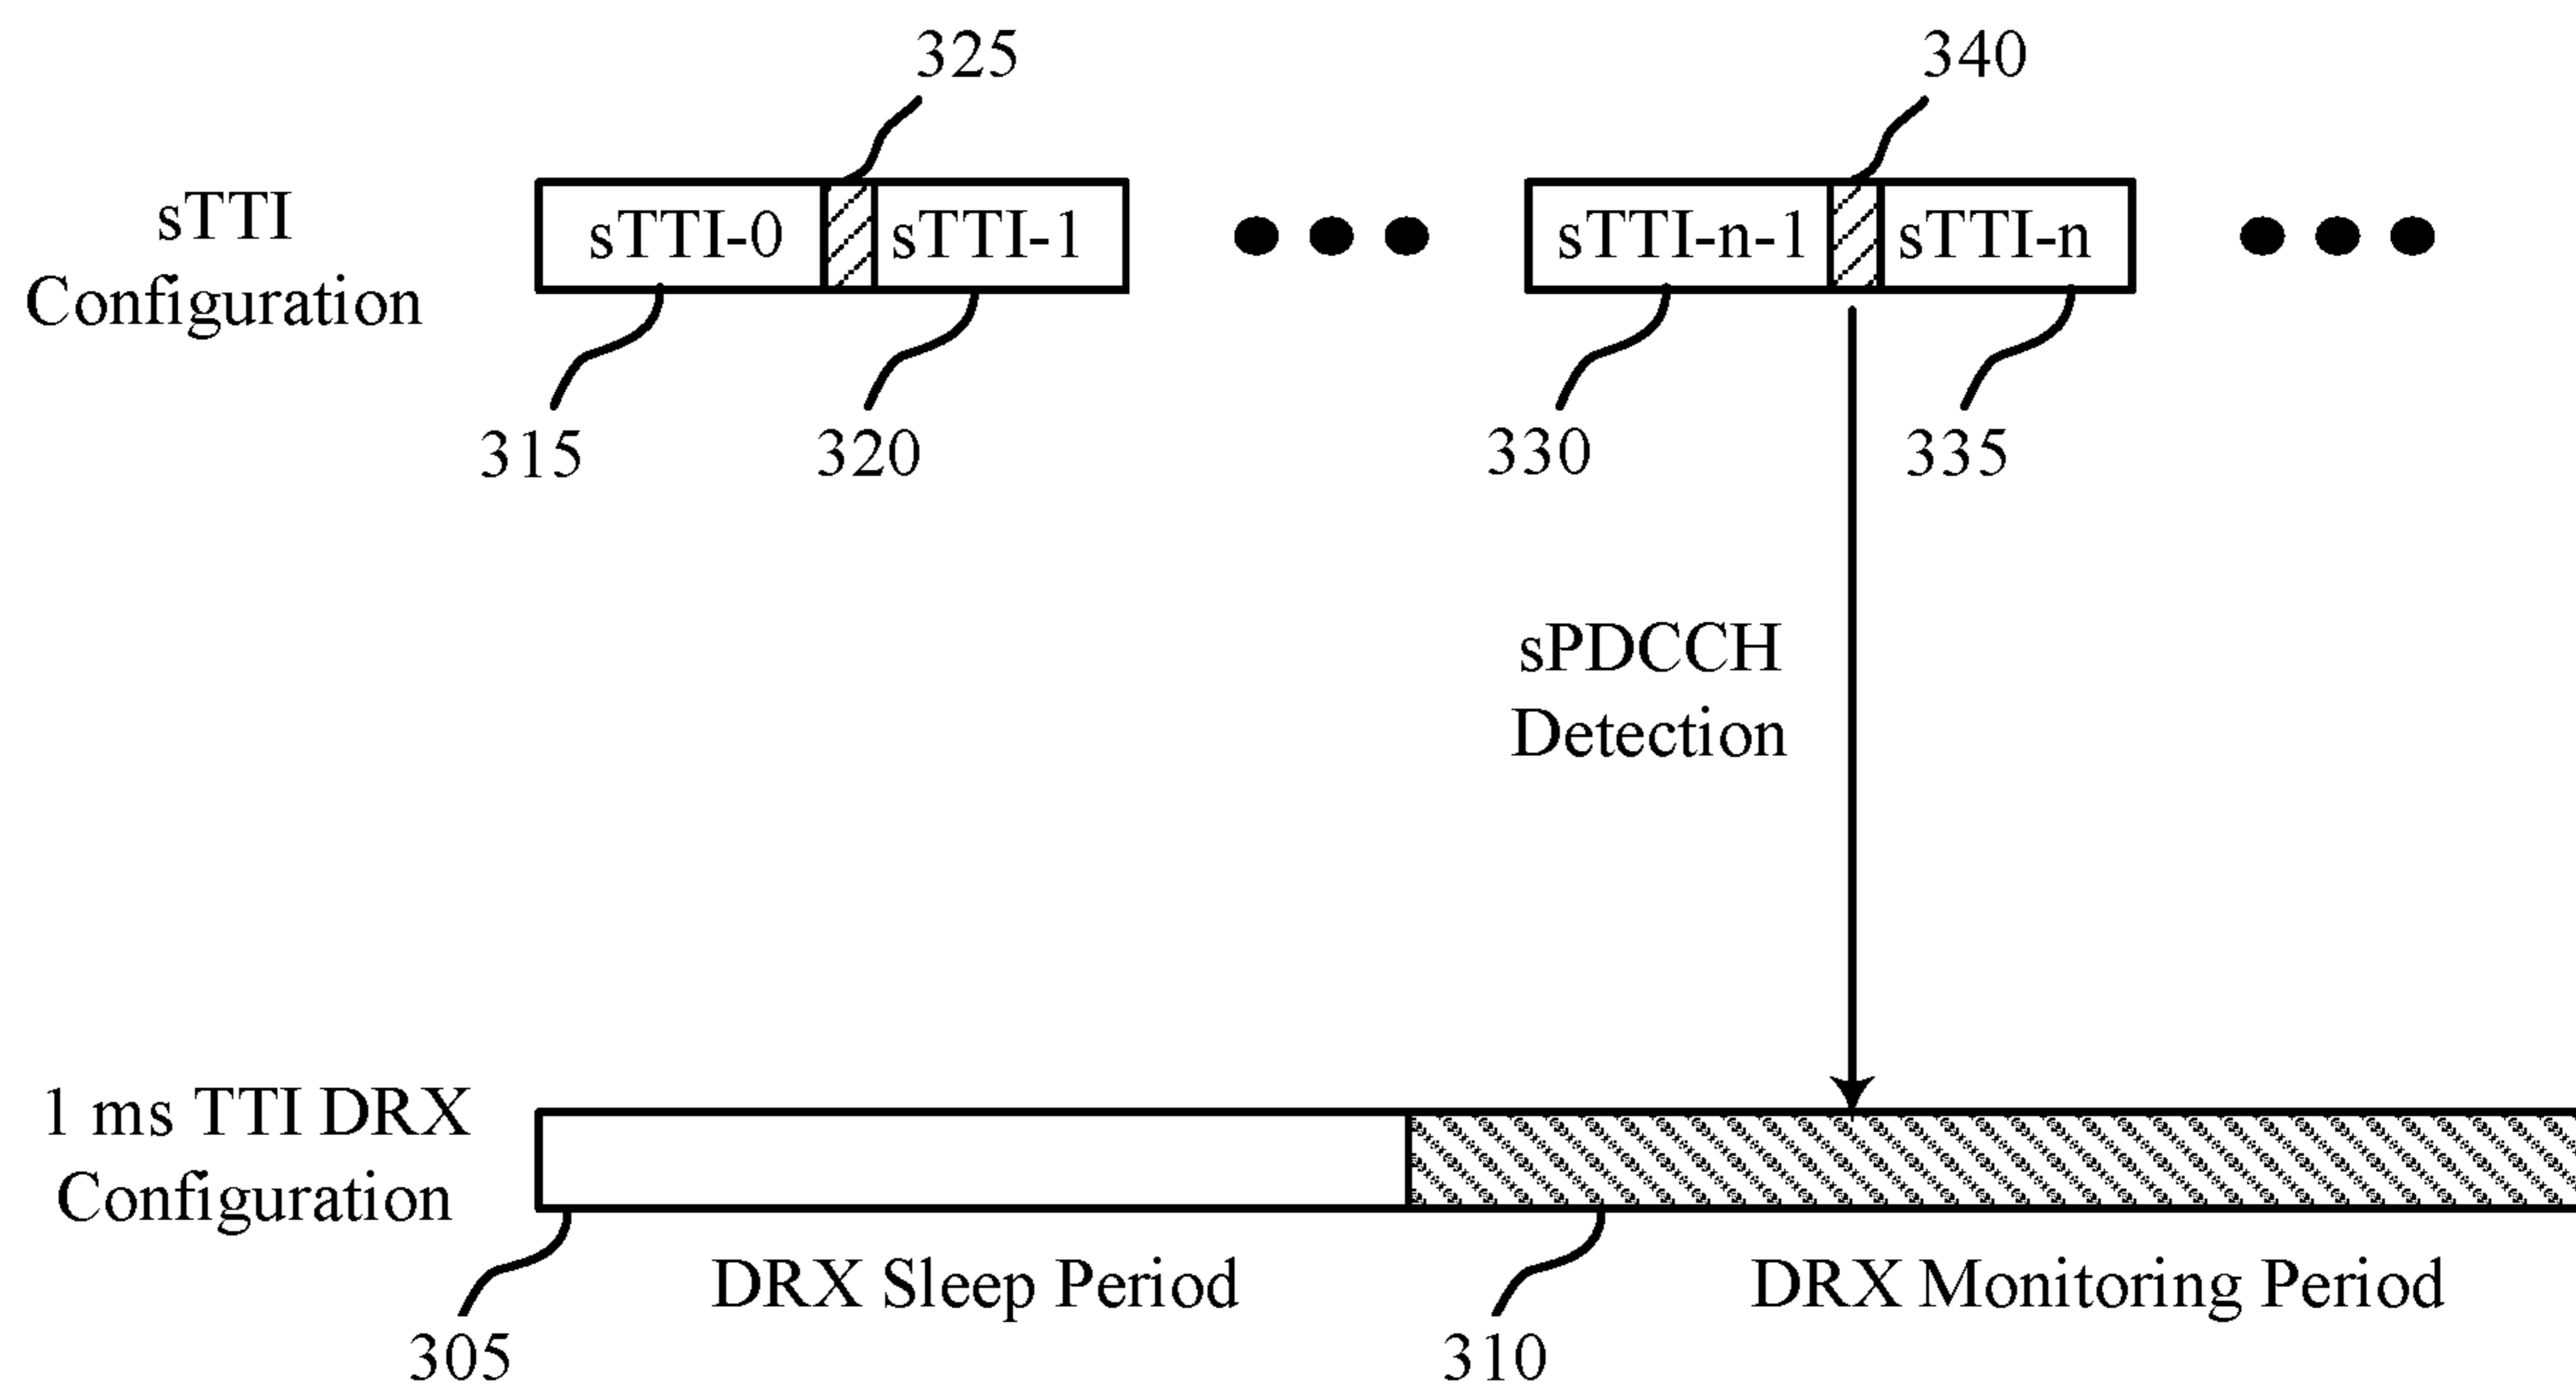 325
340
sTTI
Configuration
sTTI-0
sTTI-1
sTTI-n-1
sTTI-n
315
320
330
335
sPDCCH
Detection
1 ms TTI DRX
Configuration
DRX Sleep Period
DRX Monitoring Period
305
310